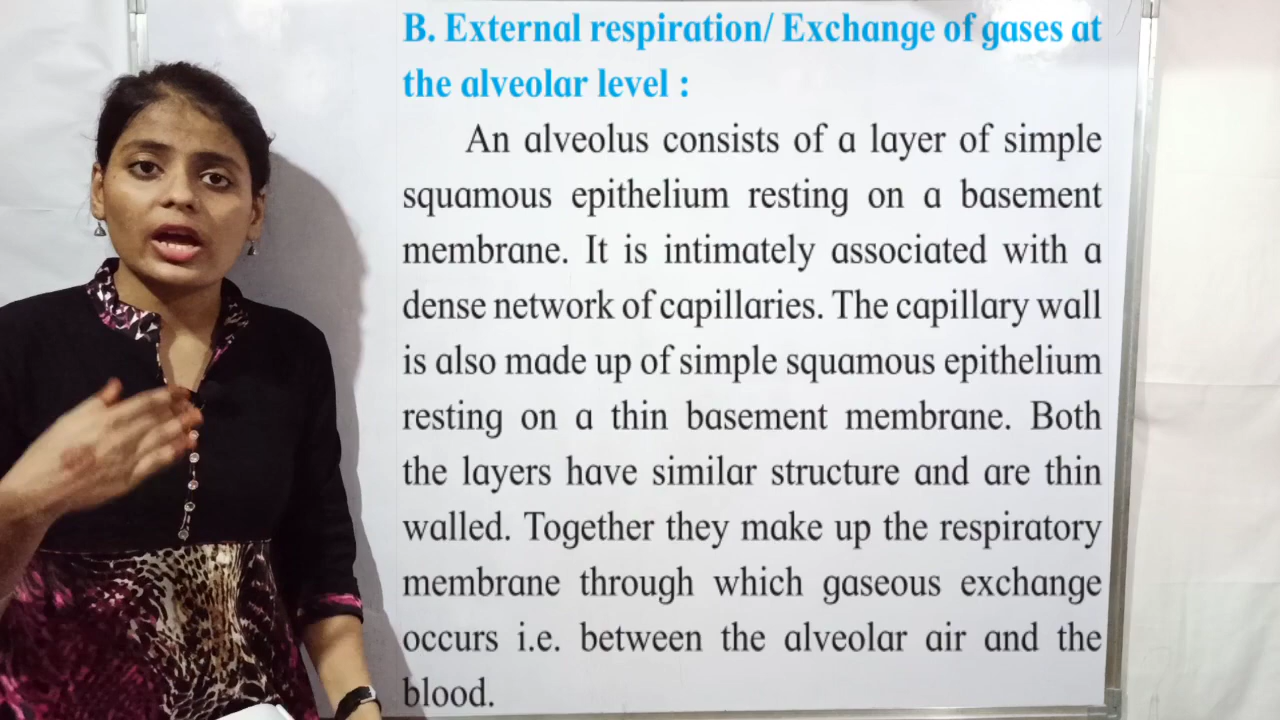 B. External respiration/ Exchange of gases at
the alveolar level :
An alveolus consists of a layer of simple
squamous epithelium resting on a basement
membrane. It is intimately associated with a
dense network of capillaries. The capillary wall
is also made up of simple squamous epithelium
resting on a thin basement membrane. Both
the layers have similar structure and are thin
walled. Together they make up the respiratory
membrane through which gaseous exchange
occurs i.e. between the alveolar air and the
blood.